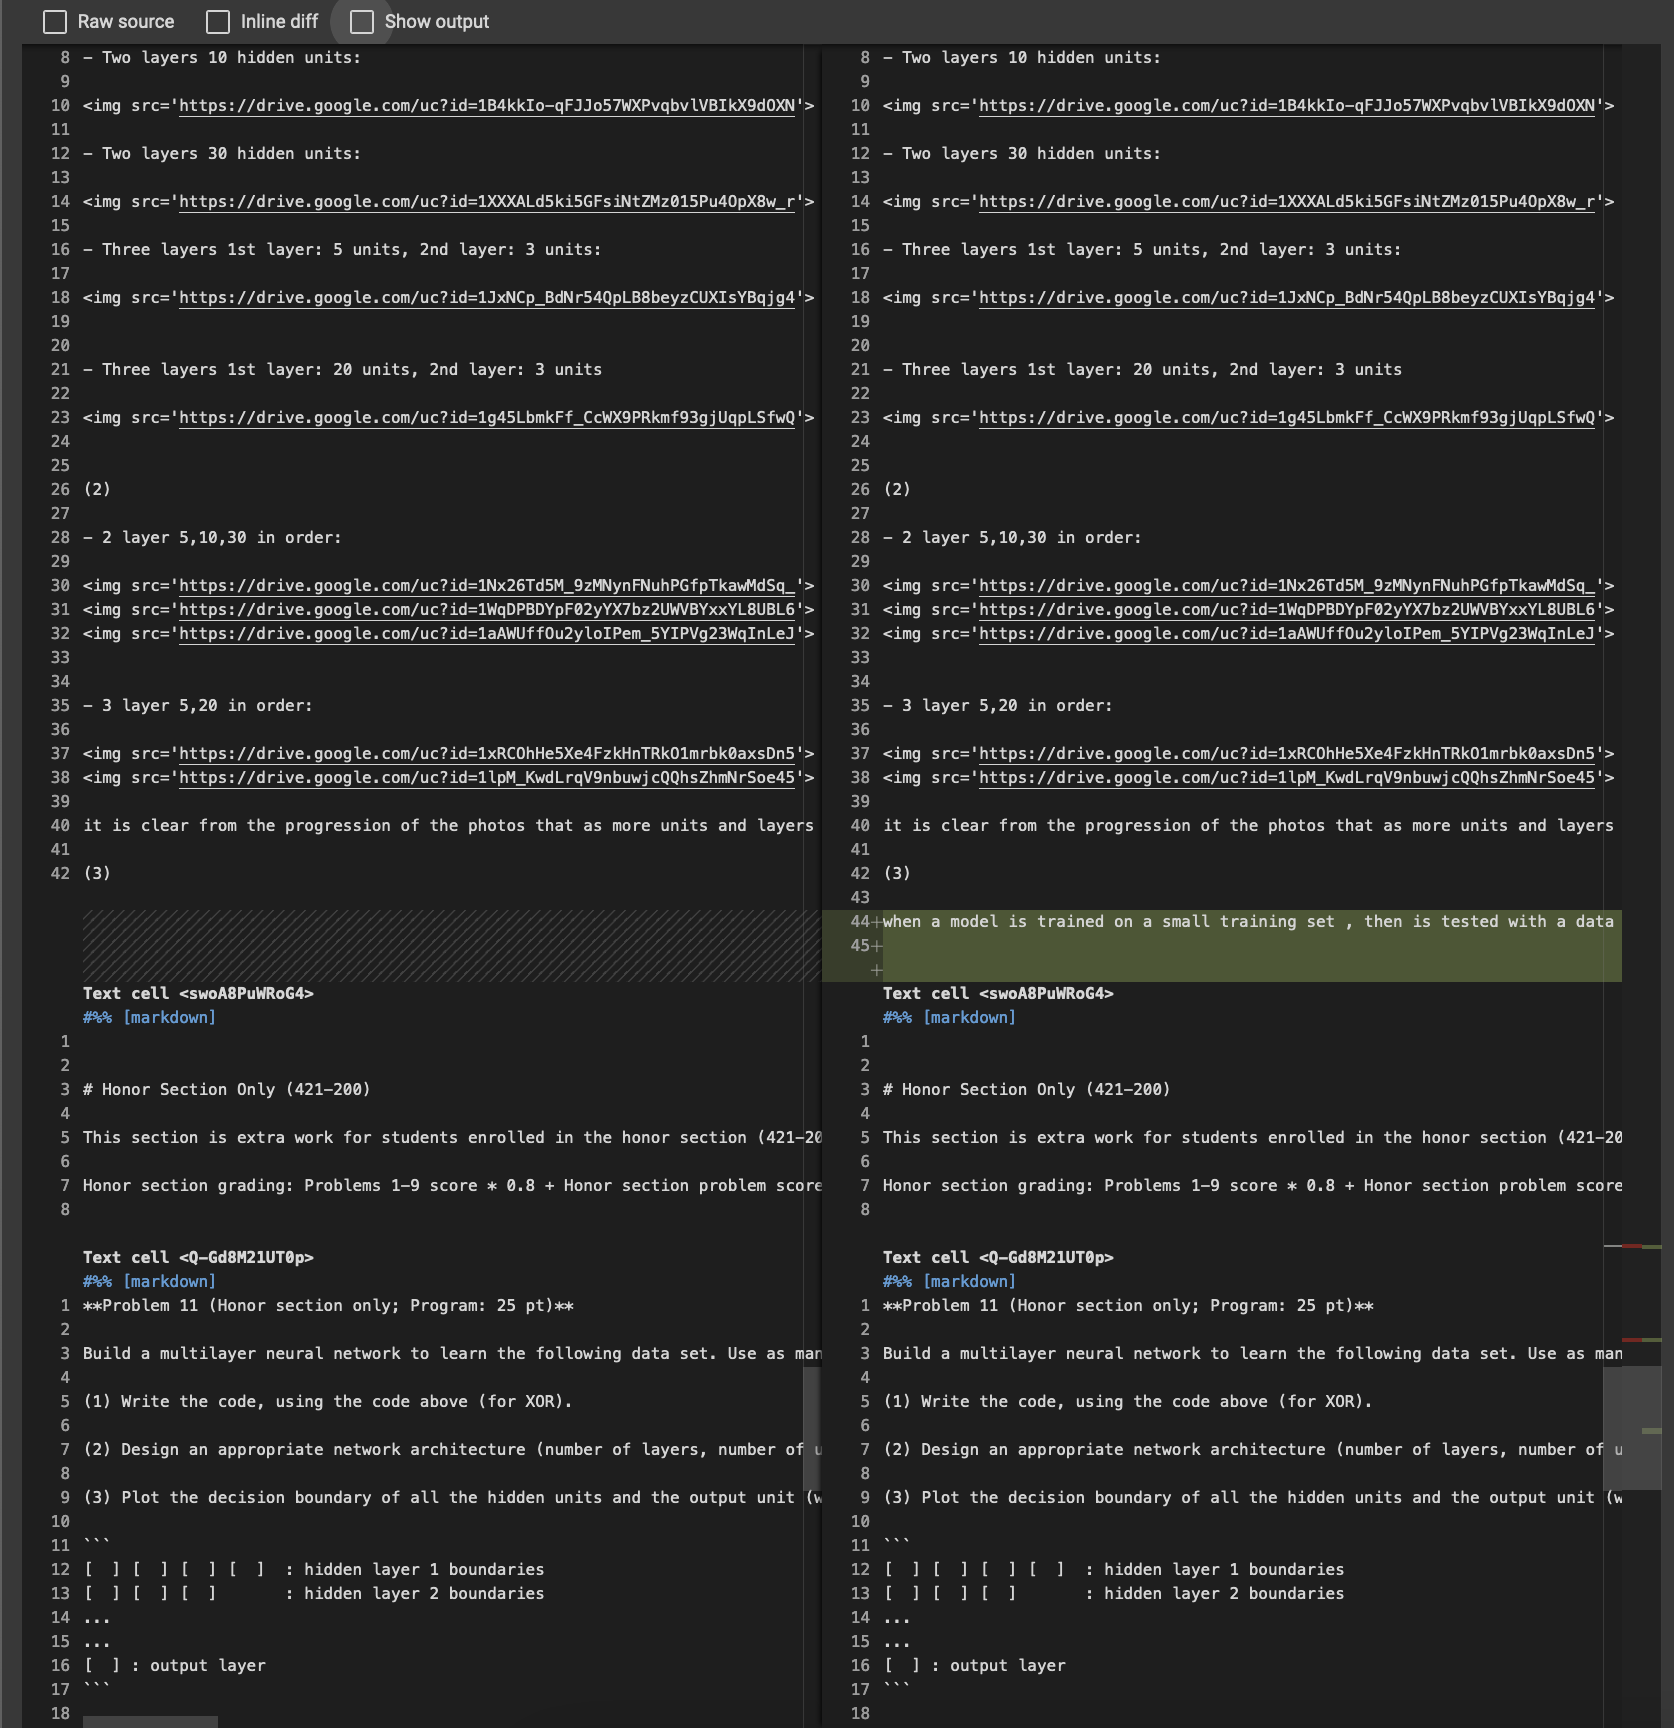 Raw source Inline diff Show output
8 - Two layers 10 hidden units:
9
10 <img src='https://drive.google.com/uc?id=1B4kkIo-qFJJo57WXPvqbvlVBIkX9dOXN'>
11
12 - Two layers 30 hidden units:
13
14 <img src='https://drive.google.com/uc?id=1XXXALd5ki5GFsiNtZMz015Pu4OpX8w_r'>
15
16 - Three layers 1st layer: 5 units, 2nd layer: 3 units:
17
18 <img src='https://drive.google.com/uc?id=1JxNCp_BdNr54QpLB8beyzCUXIsYBqjg4'>
19
20
21 - Three layers 1st layer: 20 units, 2nd layer: 3 units
22
23 <img src='https://drive.google.com/uc?id=1g45LbmkFf_CcWX9PRkmf93gjUqpLSfwQ'>
24
25
26 (2)
27
28 - 2 layer 5,10,30 in order:
29
30 <img src='https://drive.google.com/uc?id=1Nx26Td5M_9zMNynFNuhPGfpTkawMdSq_'>
31 <img src='https://drive.google.com/uc?id=1WqDPBDYpF02yYX7bz2UWVBYxxYL8UBL6'>
32 <img src='https://drive.google.com/uc?id=1aAWUffOu2yloIPem_5YIPVg23WqInLeJ'>
33
34
35 - 3 layer 5,20 in order:
36
37 <img src='https://drive.google.com/uc?id=1xRCOhHe5Xe4FzkHnTRkO1mrbk0axsDn5'>
38 <img src='https://drive.google.com/uc?id=1lpM_KwdLrqV9nbuwjcQQhsZhmNrSoe45'>
39
40 it is clear from the progression of the photos that as more units and layers
41
42 (3)
Text cell <swoA8PuWRoG4>
#%% [markdown]
1
2
3 # Honor Section Only (421-200)
4
5 This section is extra work for students enrolled in the honor section (421-20
6
7 Honor section grading: Problems 1-9 score * 0.8 + Honor section problem score
8
Text cell <Q-Gd8M21UT0p>
#%% [markdown]
1 **Problem 11 (Honor section only; Program: 25 pt)**
2
3 Build a multilayer neural network to learn the following data set. Use as man
4
5 (1) Write the code, using the code above (for XOR).
6
7 (2) Design an appropriate network architecture (number of layers, number of u
8
9 (3) Plot the decision boundary of all the hidden units and the output unit (w
10
11 ```
12 [  ] [  ] [  ] [  ]  : hidden layer 1 boundaries
13 [  ] [  ] [  ]       : hidden layer 2 boundaries
14 ...
15 ...
16 [  ] : output layer
17 ```
18
8 - Two layers 10 hidden units:
9
10 <img src='https://drive.google.com/uc?id=1B4kkIo-qFJJo57WXPvqbvlVBIkX9dOXN'>
11
12 - Two layers 30 hidden units:
13
14 <img src='https://drive.google.com/uc?id=1XXXALd5ki5GFsiNtZMz015Pu4OpX8w_r'>
15
16 - Three layers 1st layer: 5 units, 2nd layer: 3 units:
17
18 <img src='https://drive.google.com/uc?id=1JxNCp_BdNr54QpLB8beyzCUXIsYBqjg4'>
19
20
21 - Three layers 1st layer: 20 units, 2nd layer: 3 units
22
23 <img src='https://drive.google.com/uc?id=1g45LbmkFf_CcWX9PRkmf93gjUqpLSfwQ'>
24
25
26 (2)
27
28 - 2 layer 5,10,30 in order:
29
30 <img src='https://drive.google.com/uc?id=1Nx26Td5M_9zMNynFNuhPGfpTkawMdSq_'>
31 <img src='https://drive.google.com/uc?id=1WqDPBDYpF02yYX7bz2UWVBYxxYL8UBL6'>
32 <img src='https://drive.google.com/uc?id=1aAWUffOu2yloIPem_5YIPVg23WqInLeJ'>
33
34
35 - 3 layer 5,20 in order:
36
37 <img src='https://drive.google.com/uc?id=1xRCOhHe5Xe4FzkHnTRkO1mrbk0axsDn5'>
38 <img src='https://drive.google.com/uc?id=1lpM_KwdLrqV9nbuwjcQQhsZhmNrSoe45'>
39
40 it is clear from the progression of the photos that as more units and layers
41
42 (3)
43
44+when a model is trained on a small training set , then is tested with a data
45+
+
Text cell <swoA8PuWRoG4>
#%% [markdown]
1
2
3 # Honor Section Only (421-200)
4
5 This section is extra work for students enrolled in the honor section (421-20
6
7 Honor section grading: Problems 1-9 score * 0.8 + Honor section problem score
8
Text cell <Q-Gd8M21UT0p>
#%% [markdown]
1 **Problem 11 (Honor section only; Program: 25 pt)**
2
3 Build a multilayer neural network to learn the following data set. Use as man
4
5 (1) Write the code, using the code above (for XOR).
6
7 (2) Design an appropriate network architecture (number of layers, number of u
8
9 (3) Plot the decision boundary of all the hidden units and the output unit (w
10
11 ```
12 [  ] [  ] [  ] [  ]  : hidden layer 1 boundaries
13 [  ] [  ] [  ]       : hidden layer 2 boundaries
14 ...
15 ...
16 [  ] : output layer
17 ```
18